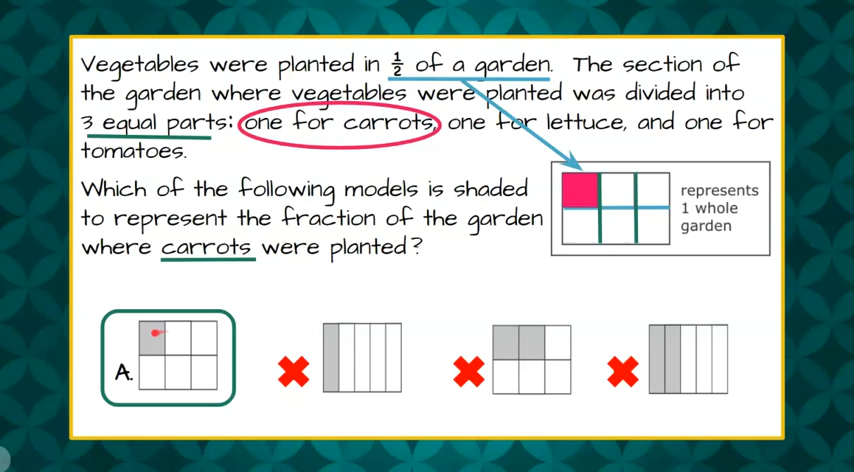 Vegetables were planted in 1/2 of a garden. The section of
the garden where vegetables were planted was divided into
3 equal parts: one for carrots, one for lettuce, and one for
tomatoes.
Which of the following models is shaded
to represent the fraction of the garden
where carrots were planted?
represents
1 whole
garden
A.